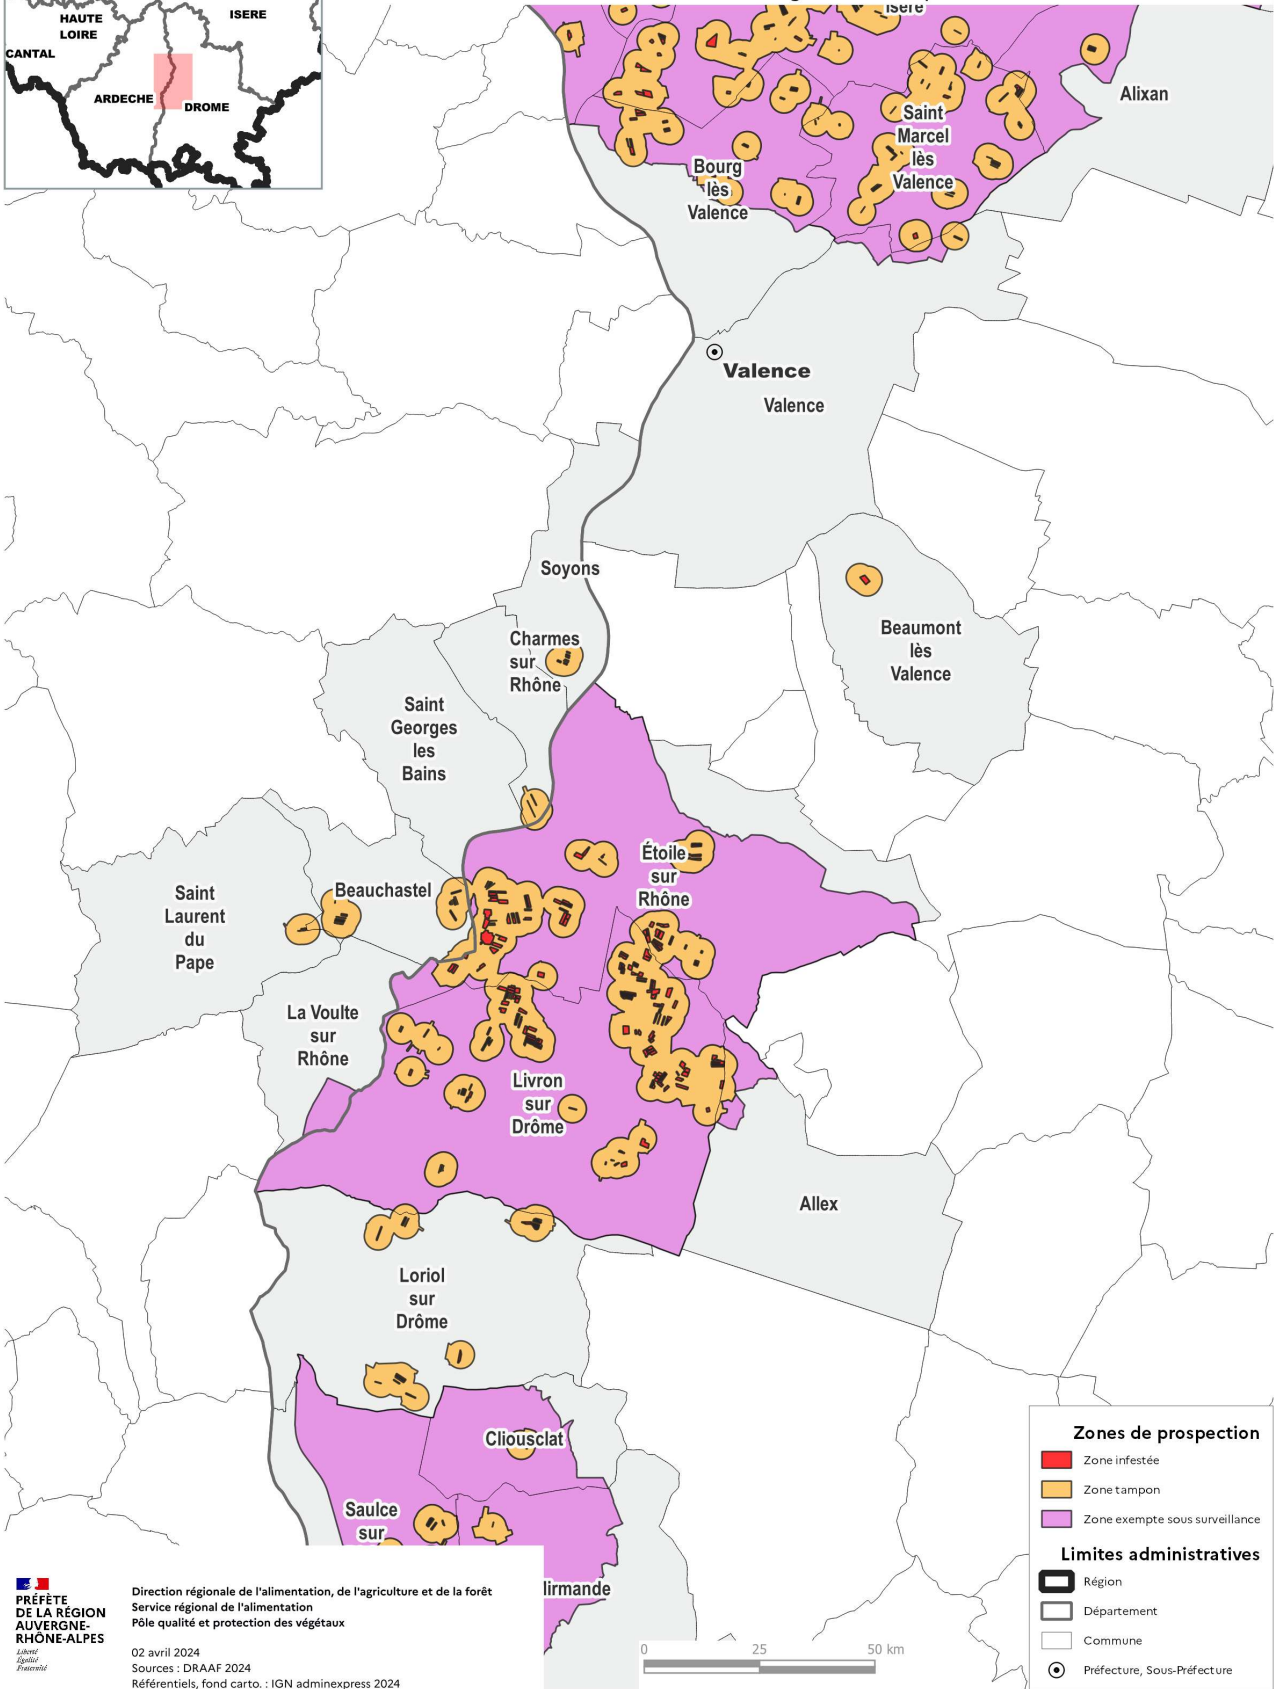 HAUTE
LOIRE
ISERE
CANTAL
ARDECHE
DROME
Isère
Alixan
Saint
Marcel
lès
Valence
Bourg
lès
Valence
Valence
Valence
Soyons
Charmes
sur
Rhône
Beaumont
lès
Valence
Saint
Georges
les
Bains
Étoile
sur
Rhône
Beauchastel
Saint
Laurent
du
Pape
La Voulte
sur
Rhône
Livron
sur
Drôme
Allex
Loriol
sur
Drôme
Cliousclat
Saulce
sur
lirmande
Zones de prospection
Zone infestée
Zone tampon
Zone exempte sous surveillance
Limites administratives
Région
Département
Commune
Préfecture, Sous-Préfecture
0 25 50 km
PRÉFÈTE
DE LA RÉGION
AUVERGNE-
RHÔNE-ALPES
Liberté
Égalité
Fraternité
Direction régionale de l'alimentation, de l'agriculture et de la forêt
Service régional de l'alimentation
Pôle qualité et protection des végétaux
02 avril 2024
Sources : DRAAF 2024
Référentiels, fond carto. : IGN adminexpress 2024